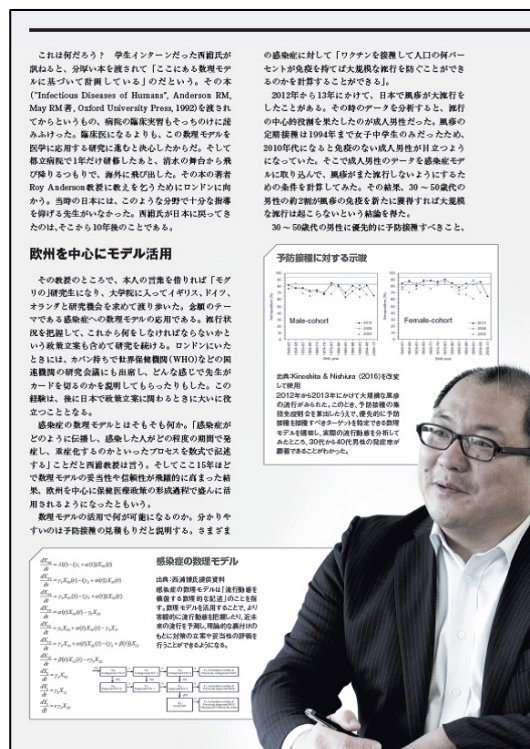 これは何だろう？　学生インターンだった西浦氏が
訊ねると、分厚い本を渡されて「ここにある数理モデ
ルに基づいて計画している」のだという。その本
("Infectious Diseases of Humans", Anderson RM,
May RM著, Oxford University Press, 1992)を渡され
てからというもの、病院の臨床実習もそっちのけに読
みふけった。臨床医になるよりも、この数理モデルを
医学に応用する研究に進むと決心したからだ。そして
都立病院で1年だけ研修したあと、清水の舞台から飛
び降りるつもりで、海外に飛び出した。その本の著者
Roy Anderson教授に教えを乞うためにロンドンに向
かう。当時の日本には、このような分野で十分な指導
を仰げる先生がいなかった。西浦氏が日本に戻ってき
たのは、そこから10年後のことである。
欧州を中心にモデル活用
その教授のところで、本人の言葉を借りれば「モグ
リの」研究生になり、大学院に入ってイギリス、ドイツ、
オランダと研究機会を求めて渡り歩いた。念願のテー
マである感染症への数理モデルの応用である。流行状
況を把握して、これから何をしなければならないかと
いう政策立案も含めて研究を続ける。ロンドンにいた
ときには、カバン持ちで世界保健機関(WHO)などの国
連機関の研究会議にも出席し、どんな感じで先生が
カードを切るのかを説明してもらったりもした。この
経験は、後に日本で政策立案に関わるときに大いに役
立つこととなる。
感染症の数理モデルとはそもそも何か。「感染症が
どのように伝播し、感染した人がどの程度の期間で発
症し、重症化するのかといったプロセスを数式で記述
する」ことだと西浦教授は言う。そしてここ15年ほど
で数理モデルの妥当性や信頼性が飛躍的に高まった結
果、欧州を中心に保健医療政策の形成過程で盛んに活
用されるようになったともいう。
数理モデルの活用で何が可能になるのか。分かりや
すいのは予防接種の見積もりだと説明する。さまざま
の感染症に対して「ワクチンを接種して人口の何パー
セントが免疫を持てば大規模な流行を防ぐことができ
るのかを計算することができる」。
2012年から13年にかけて、日本で風疹が大流行を
したことがある。その時のデータを分析すると、流行
の中心的役割を果たしたのが成人男性だった。風疹の
定期接種は1994年まで女子中学生のみだったため、
2010年代になると免疫のない成人男性が目立つよう
になっていた。そこで成人男性のデータを感染症モデ
ルに取り込んで、風疹がまた流行しないようにするた
めの条件を計算してみた。その結果、30～50歳代の
男性の約2割が風疹の免疫を新たに獲得すれば大規模
な流行は起こらないという結論を得た。
30～50歳代の男性に優先的に予防接種すべきこと、
予防接種に対する示唆
Male-cohort
Female-cohort
Birth year
Birth year
出典:Kinoshita & Nishiura (2016)を改変
して使用
2012年から2013年にかけて大規模な風疹
の流行がみられた。このとき、予防接種の集
団免疫閾値を算出したうえで、優先的に予防
接種を接種すべきターゲットを特定できる数理
モデルを構築し、実際の流行動態を分析して
みたところ、30代から40代男性の発症率が
顕著であることがわかった。
感染症の数理モデル
出典:西浦博氏提供資料
感染症の数理モデルは「流行動態を
模倣する数理的な記述」のことを指
す。数理モデルを活用することで、より
客観的に流行動態を把握したり、近未
来の流行を予測し、理論的な裏付けの
もとに対策の立案や妥当性の評価を
行うことができるようになる。